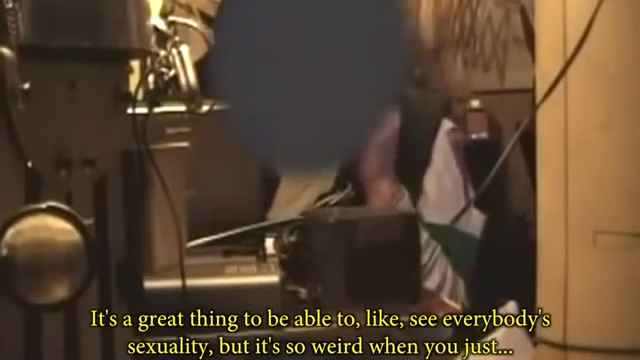 It's a great thing to be able to, like, see everybody's
sexuality, but it's so weird when you just...